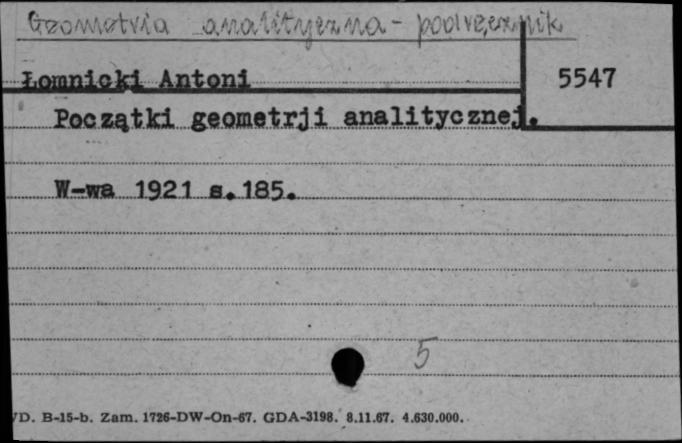 Geometria analityczna - podręcznik
Łomnicki Antoni
5547
Początki geometrji analitycznej.
W-wa 1921 s.185.
5
D. B-15-b. Zam. 1726-DW-On-67. GDA-3198. 8.11.67. 4.630.000.